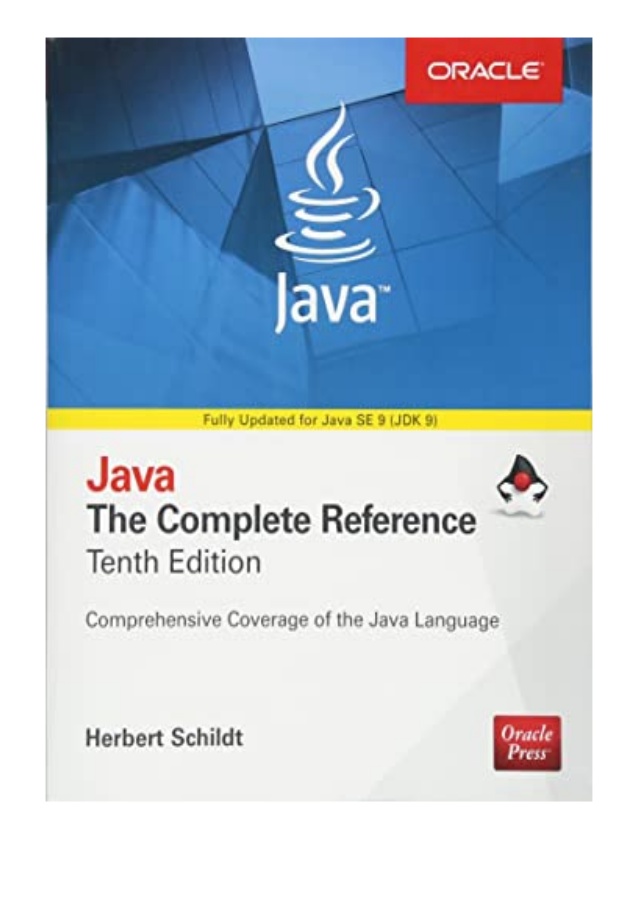 ORACLE®
Java™
Fully Updated for Java SE 9 (JDK 9)
Java
The Complete Reference
Tenth Edition
Comprehensive Coverage of the Java Language
Herbert Schildt
Oracle
Press™